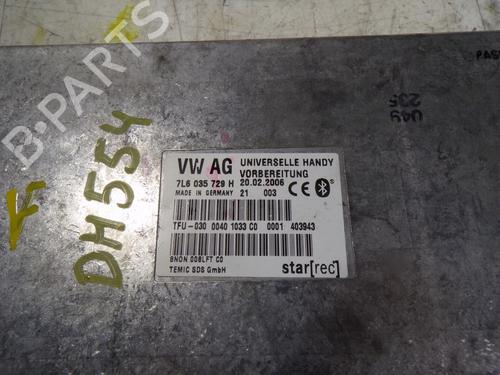 B-PARTS
049
235
DH554
VW AG UNIVERSELLE HANDY
VORBEREITUNG
7L6 035 729 H 20.02.2006
MADE IN GERMANY 21 003
CE
TFU-030 0040 1033 C0 0001 403943
TEMIC SDS GmbH
star[rec]